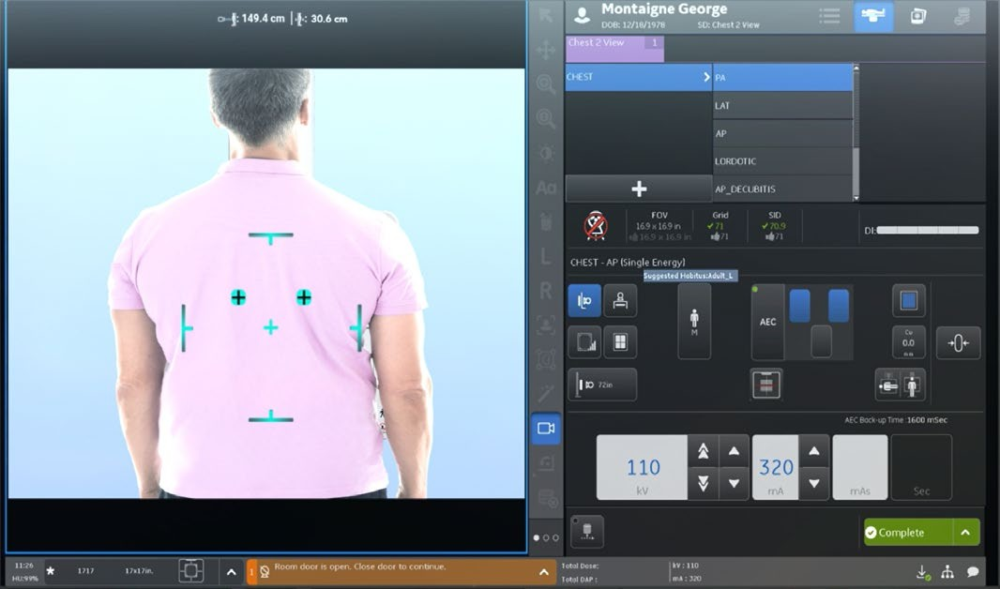 149.4 cm
30.6 cm
Montaigne George
DOB: 12/10/1978
SD: Chest 2 View
Chest 2 View 1
CHEST
PA
LAT
AP
LORDOTIC
AP_DECUBITIS
FOV
16.9 x 16.9 in
16.9 x 16.9 in
Grid
71
71
SID
70.9
71
DI:
CHEST - AP (Single Energy)
Suggested Habitus:Adult_L
M
AEC
Cu
0.0
mm
72in
AEC Back-up Time 1600 mSec
110
kV
320
mA
mAs
Sec
Aa
L
R
Complete
11:26
HU:99%
1717
17x17in.
1
Room door is open. Close door to continue.
Total Dose:
Total DAP :
kV : 110
mA : 320